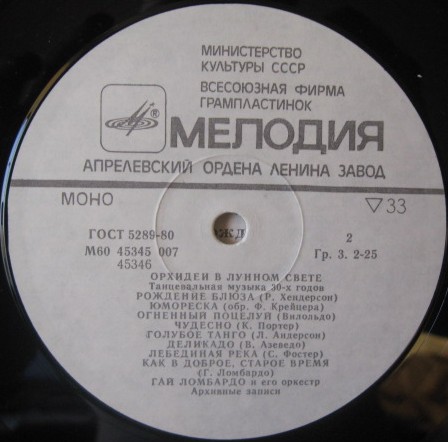 МИНИСТЕРСТВО
КУЛЬТУРЫ СССР
ВСЕСОЮЗНАЯ ФИРМА
ГРАМПЛАСТИНОК
МЕЛОДИЯ
АПРЕЛЕВСКИЙ ОРДЕНА ЛЕНИНА ЗАВОД
МОНО ▽33
ГОСТ 5289-80 2
М60 45345 007 Гр. 3. 2-25
45346
ОРХИДЕИ В ЛУННОМ СВЕТЕ
Танцевальная музыка 30-х годов
РОЖДЕНИЕ БЛЮЗА (Р. Хендерсон)
ЮМОРЕСКА (обр. Ф. Крейцера)
ОГНЕННЫЙ ПОЦЕЛУЙ (Вилольдо)
ЧУДЕСНО (К. Портер)
ГОЛУБОЕ ТАНГО (Л. Андерсон)
ДЕЛИКАДО (В. Азеведо)
ЛЕБЕДИНАЯ РЕКА (С. Фостер)
КАК В ДОБРОЕ, СТАРОЕ ВРЕМЯ
(Г. Ломбардо)
ГАЙ ЛОМБАРДО и его оркестр
Архивные записи